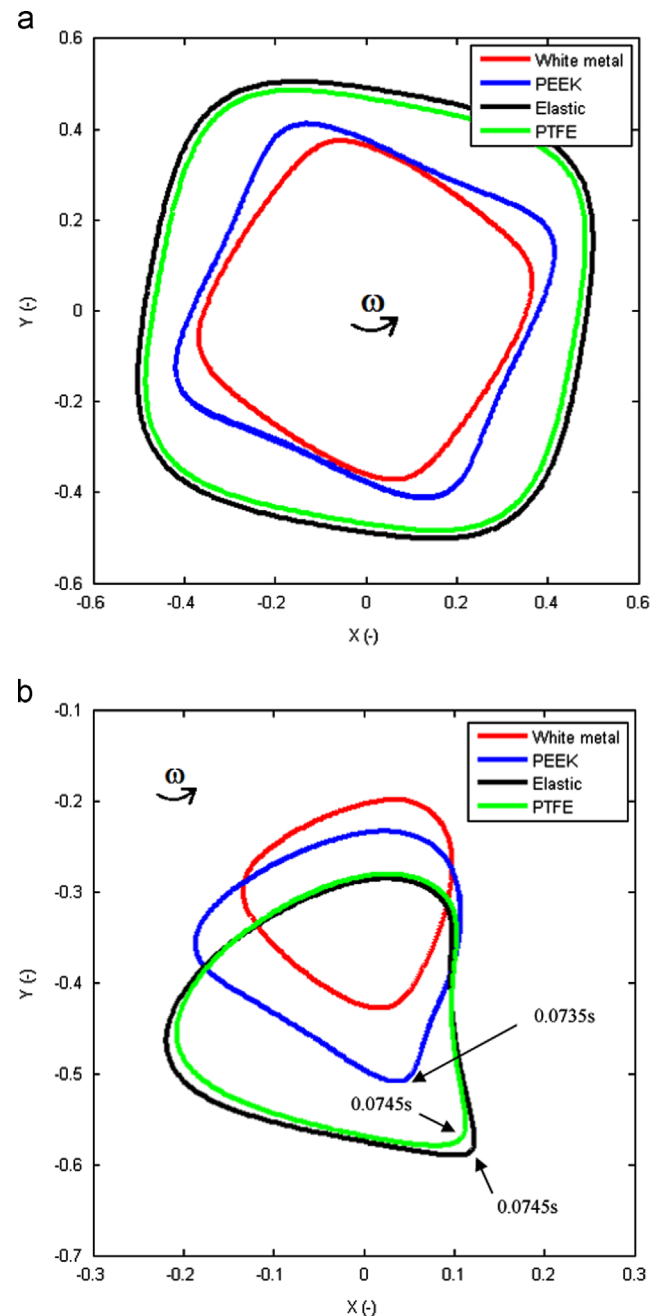 a
0.6
0.4
0.2
0
-0.2
-0.4
-0.6
Y (-)
White metal
PEEK
Elastic
PTFE
ω
-0.6
-0.4
-0.2
0
0.2
0.4
0.6
X (-)
b
-0.1
-0.2
-0.3
-0.4
-0.5
-0.6
-0.7
Y (-)
White metal
PEEK
Elastic
PTFE
ω
0.0735s
0.0745s
0.0745s
-0.3
-0.2
-0.1
0
0.1
0.2
0.3
X (-)